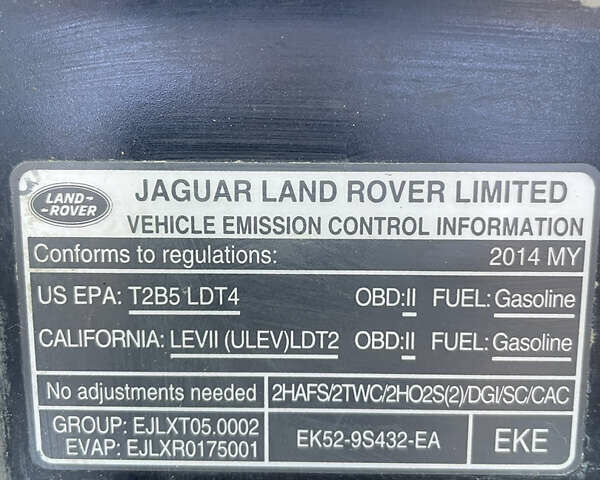 LAND-
-ROVER
JAGUAR LAND ROVER LIMITED
VEHICLE EMISSION CONTROL INFORMATION
Conforms to regulations: 2014 MY
US EPA: T2B5 LDT4 OBD:II FUEL: Gasoline
CALIFORNIA: LEVII (ULEV)LDT2 OBD:II FUEL: Gasoline
No adjustments needed 2HAFS/2TWC/2HO2S(2)/DGI/SC/CAC
GROUP: EJLXT05.0002
EVAP: EJLXR0175001
EK52-9S432-EA
EKE